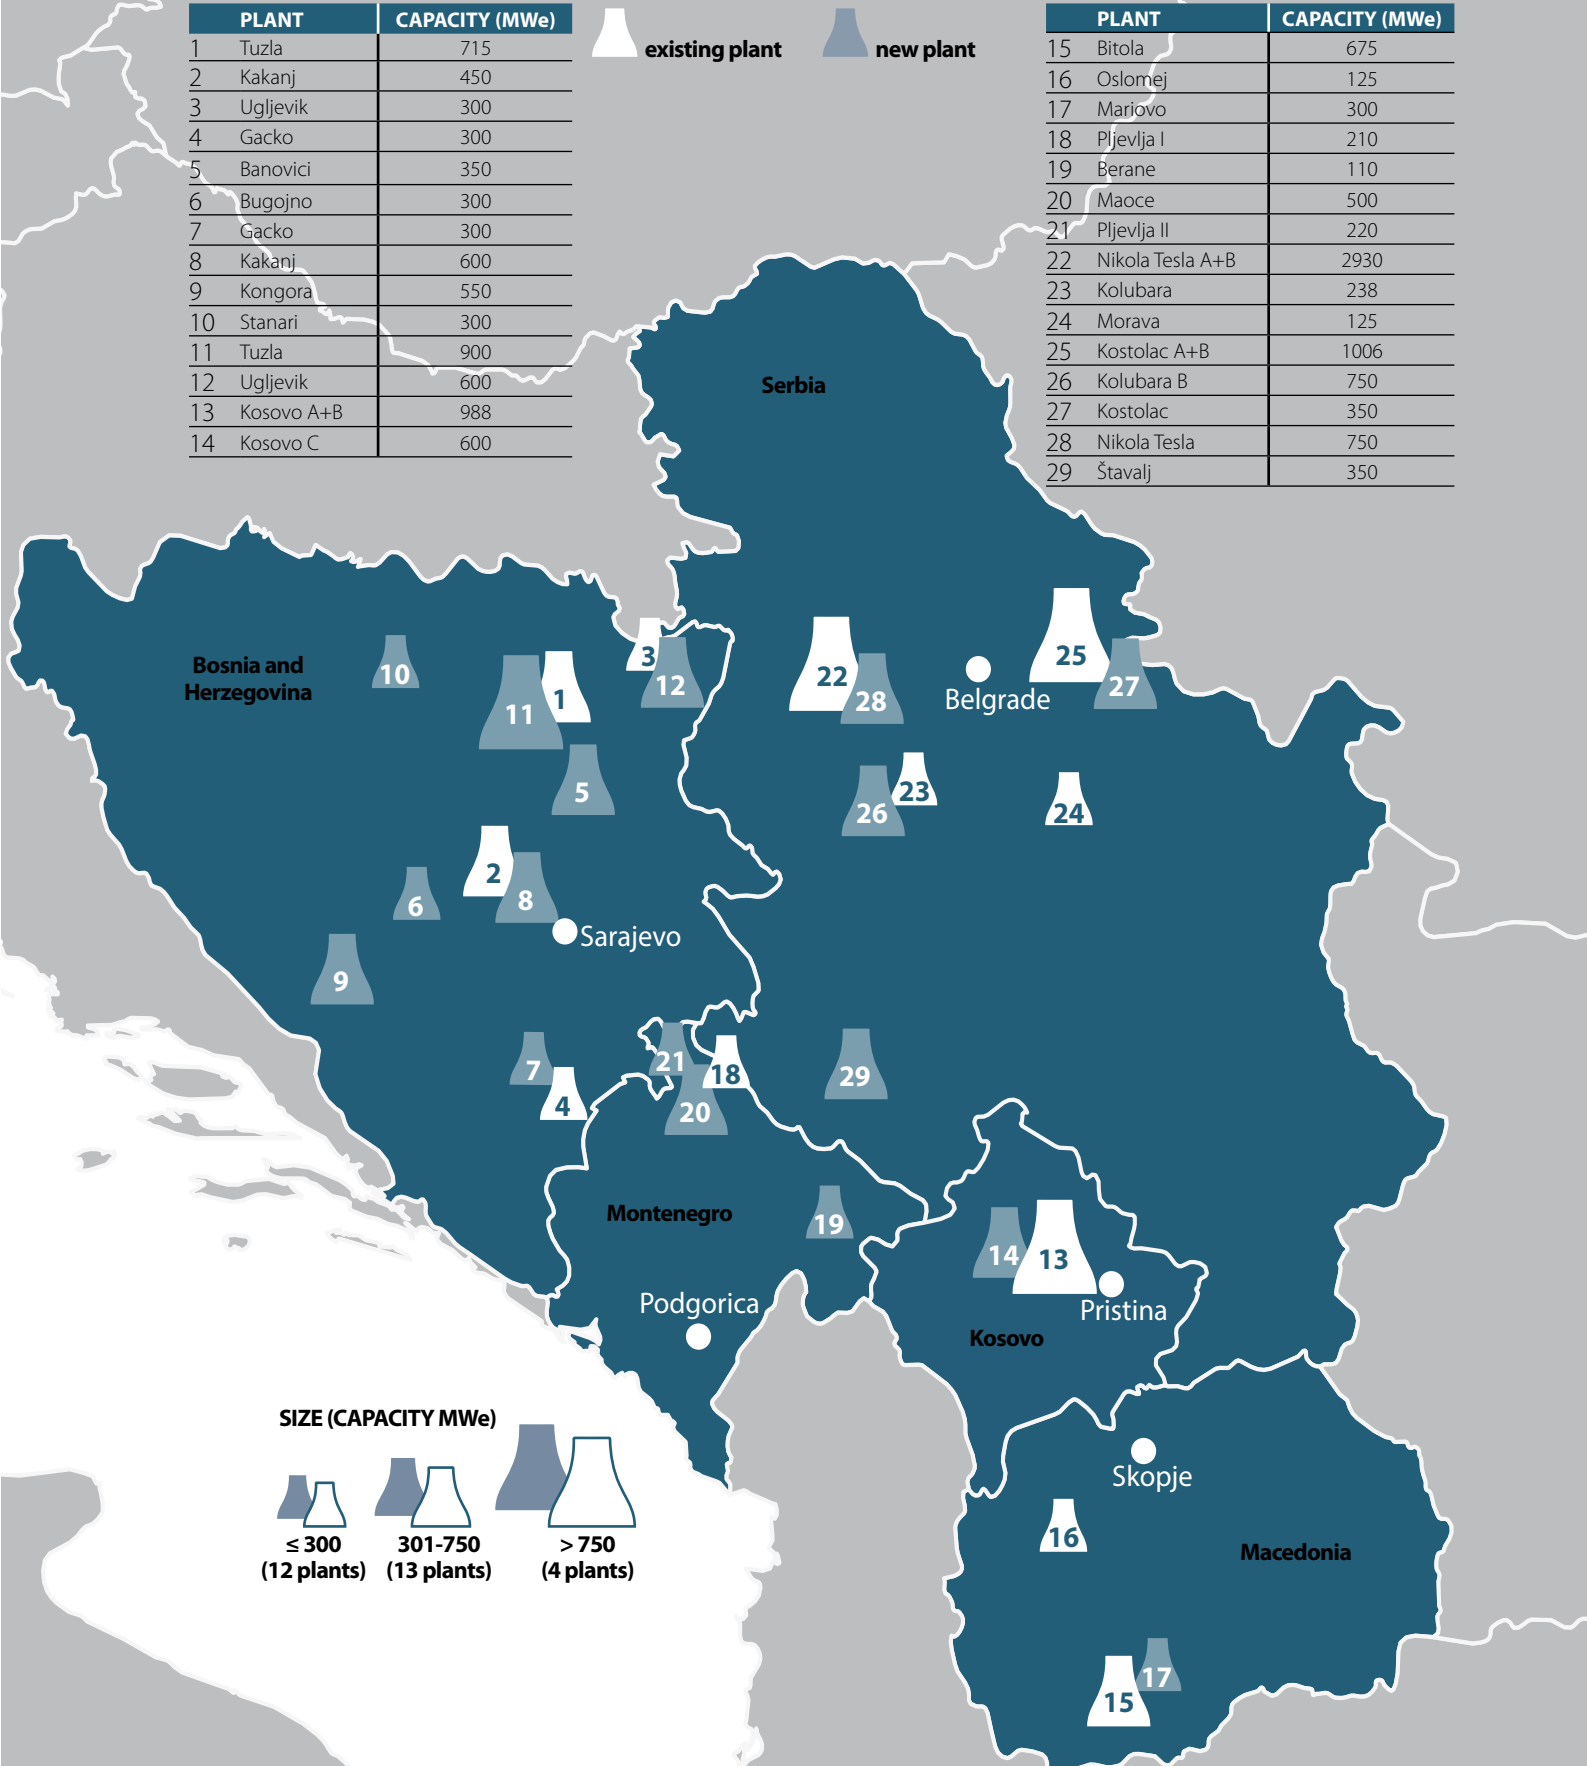 PLANT CAPACITY (MWe)
1 Tuzla 715
2 Kakanj 450
3 Ugljevik 300
4 Gacko 300
5 Banovici 350
6 Bugojno 300
7 Gacko 300
8 Kakanj 600
9 Kongora 550
10 Stanari 300
11 Tuzla 900
12 Ugljevik 600
13 Kosovo A+B 988
14 Kosovo C 600
existing plant
new plant
PLANT CAPACITY (MWe)
15 Bitola 675
16 Oslomej 125
17 Mariovo 300
18 Pljevlja I 210
19 Berane 110
20 Maoce 500
21 Pljevlja II 220
22 Nikola Tesla A+B 2930
23 Kolubara 238
24 Morava 125
25 Kostolac A+B 1006
26 Kolubara B 750
27 Kostolac 350
28 Nikola Tesla 750
29 Štavalj 350
Serbia
Bosnia and
Herzegovina
10
11
1
3
12
22
28
Belgrade
25
27
5
26
23
24
2
8
6
Sarajevo
9
7
4
21
18
20
29
Montenegro
19
14
13
Pristina
Kosovo
Podgorica
Skopje
16
Macedonia
15
17
SIZE (CAPACITY MWe)
≤ 300
(12 plants)
301-750
(13 plants)
> 750
(4 plants)